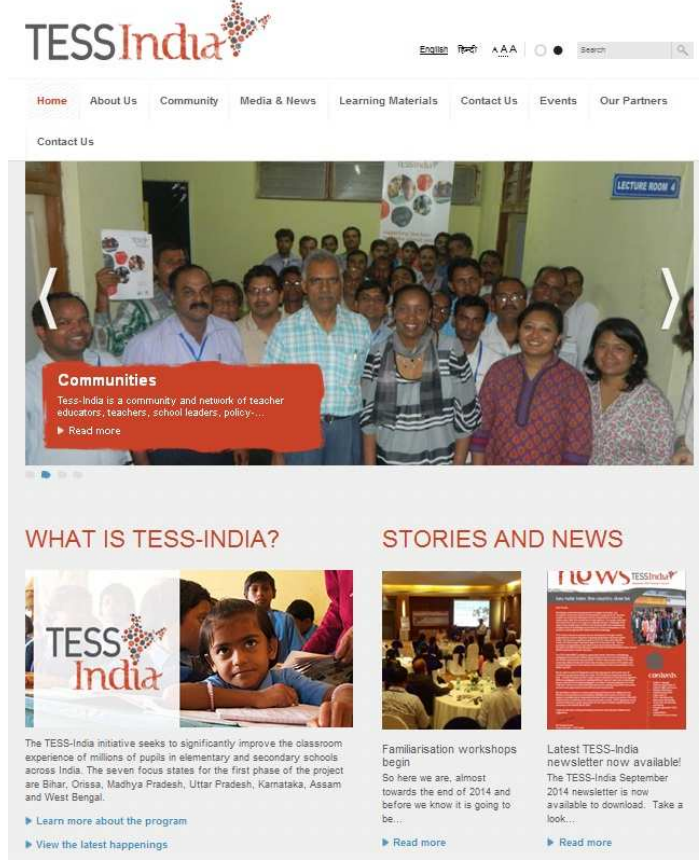 TESSIndia
English हिन्दी A A A Search
Home About Us Community Media & News Learning Materials Contact Us Events Our Partners
Contact Us
LECTURE ROOM 4
TESS
India
Communities
Tess-India is a community and network of teacher
educators, teachers, school leaders, policy-...
Read more
WHAT IS TESS-INDIA?
TESS
India
The TESS-India initiative seeks to significantly improve the classroom
experience of millions of pupils in elementary and secondary schools
across India. The seven focus states for the first phase of the project
are Bihar, Orissa, Madhya Pradesh, Uttar Pradesh, Karnataka, Assam
and West Bengal.
Learn more about the program
View the latest happenings
STORIES AND NEWS
Familiarisation workshops
begin
So here we are, almost
towards the end of 2014 and
before we know it is going to
be...
Read more
news TESSIndia
contents
Latest TESS-India
newsletter now available!
The TESS-India September
2014 newsletter is now
available to download. Take a
look...
Read more